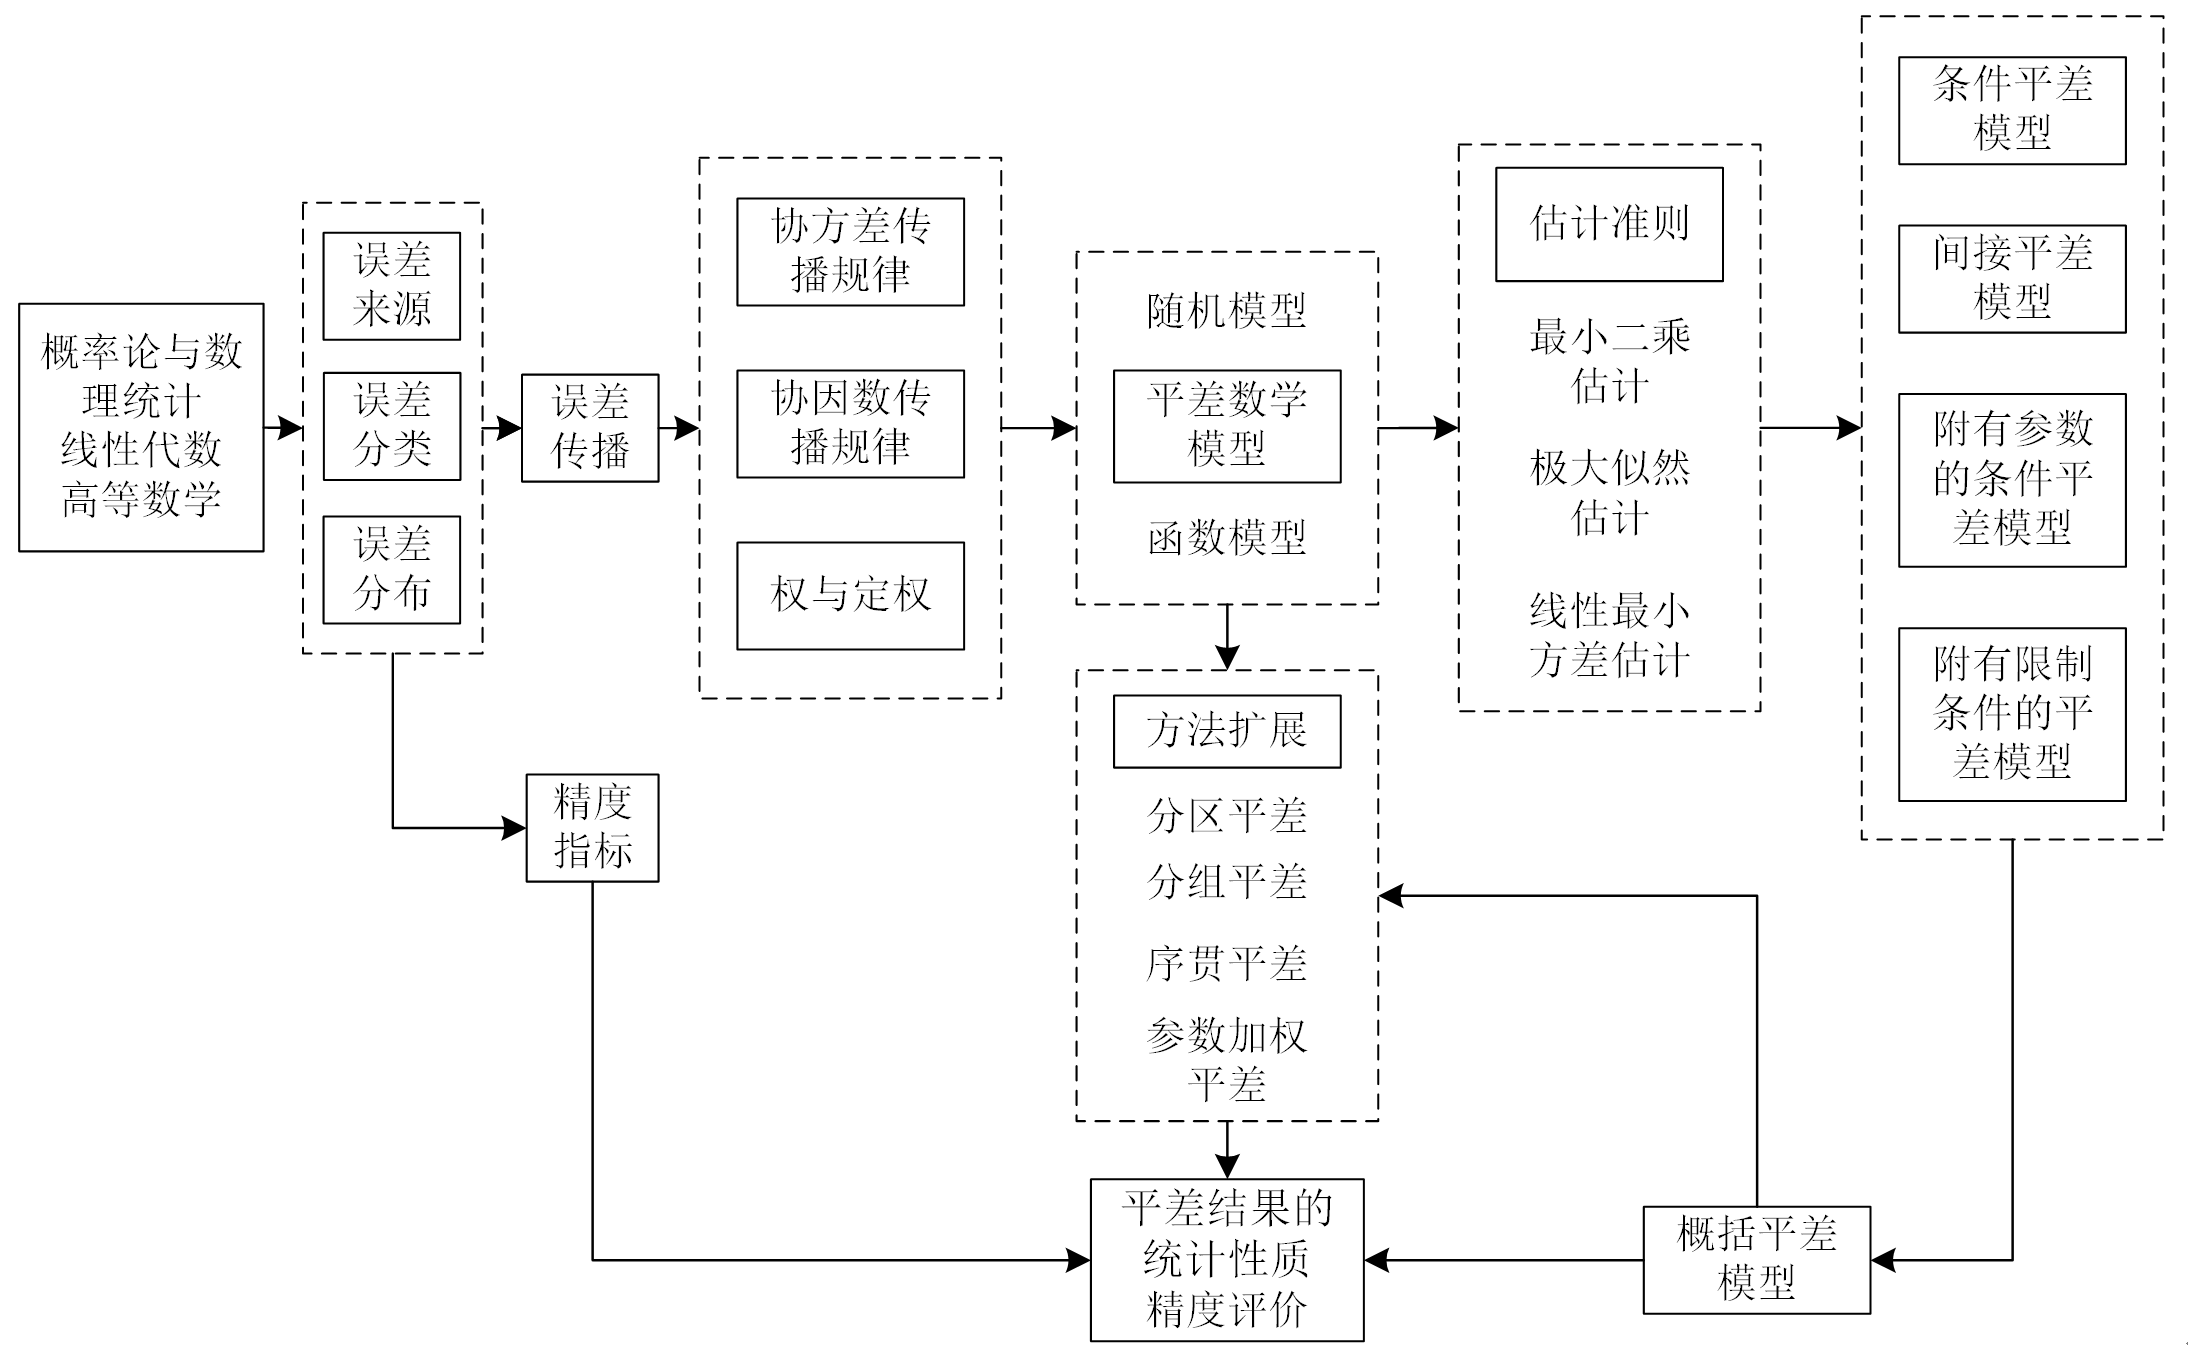 概率论与数
理统计
线性代数
高等数学
误差
来源
误差
分类
误差
分布
误差
传播
精度
指标
协方差传
播规律
协因数传
播规律
权与定权
随机模型
平差数学
模型
函数模型
方法扩展
分区平差
分组平差
序贯平差
参数加权
平差
平差结果的
统计性质
精度评价
估计准则
最小二乘
估计
极大似然
估计
线性最小
方差估计
条件平差
模型
间接平差
模型
附有参数
的条件平
差模型
附有限制
条件的平
差模型
概括平差
模型